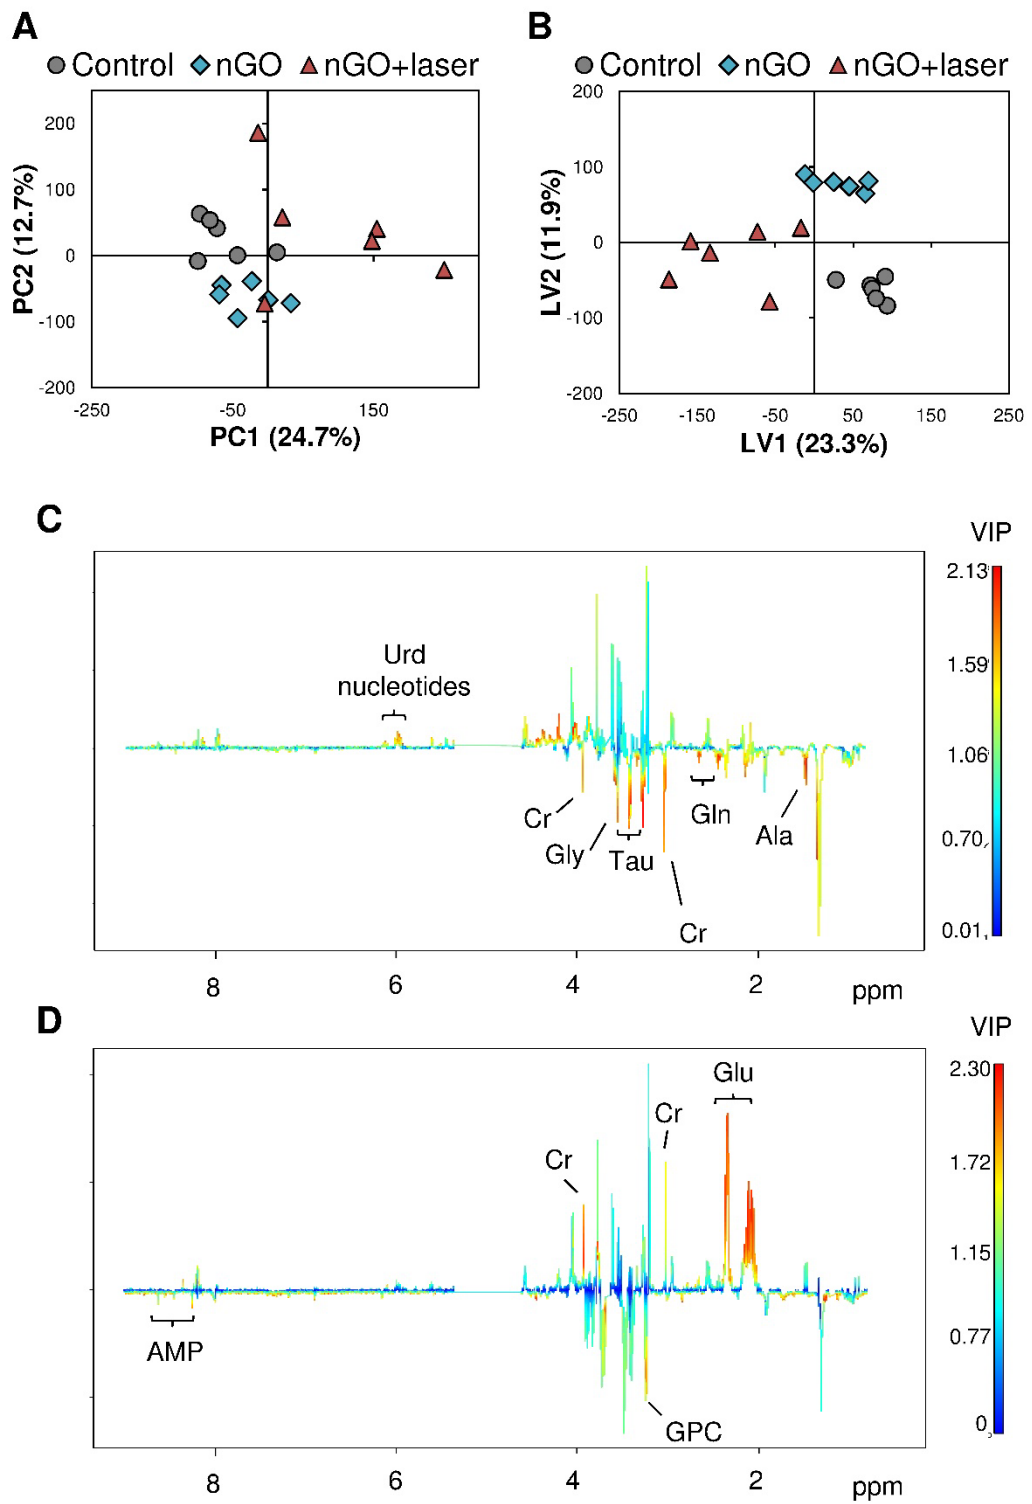 A
Control nGO nGO+laser
200
100
0
-100
-200
-250 -50 150
PC1 (24.7%)
PC2 (12.7%)
B
Control nGO nGO+laser
200
100
0
-100
-200
-250 -150 -50 50 150 250
LV1 (23.3%)
LV2 (11.9%)
C
VIP
2.13
1.59
1.06
0.70
0.01
Urd
nucleotides
Cr
Gly
Tau
Cr
Gln
Ala
8 6 4 2 ppm
D
VIP
2.30
1.72
1.15
0.77
0
Glu
Cr
Cr
AMP
GPC
8 6 4 2 ppm